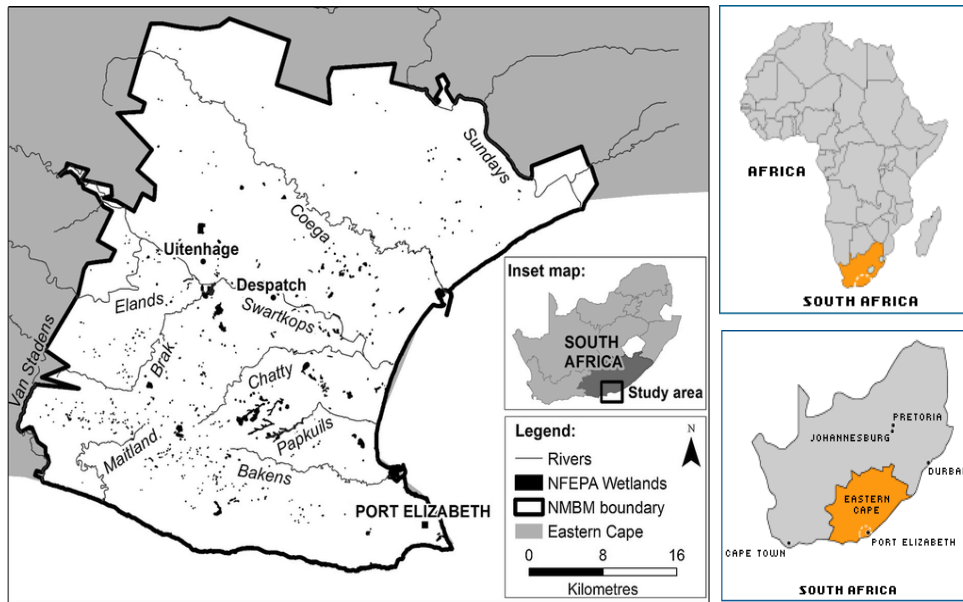 Sundays
Coega
Uitenhage
Despatch
Elands
Swartkops
Van Stadens
Brak
Chatty
Maitland
Papkuils
Bakens
PORT ELIZABETH
Inset map:
SOUTH
AFRICA
Study area
Legend:
N
Rivers
NFEPA Wetlands
NMBM boundary
Eastern Cape
0 8 16
Kilometres
AFRICA
SOUTH AFRICA
PRETORIA
JOHANNESBURG
DURBA
EASTERN
CAPE
PORT ELIZABETH
CAPE TOWN
SOUTH AFRICA